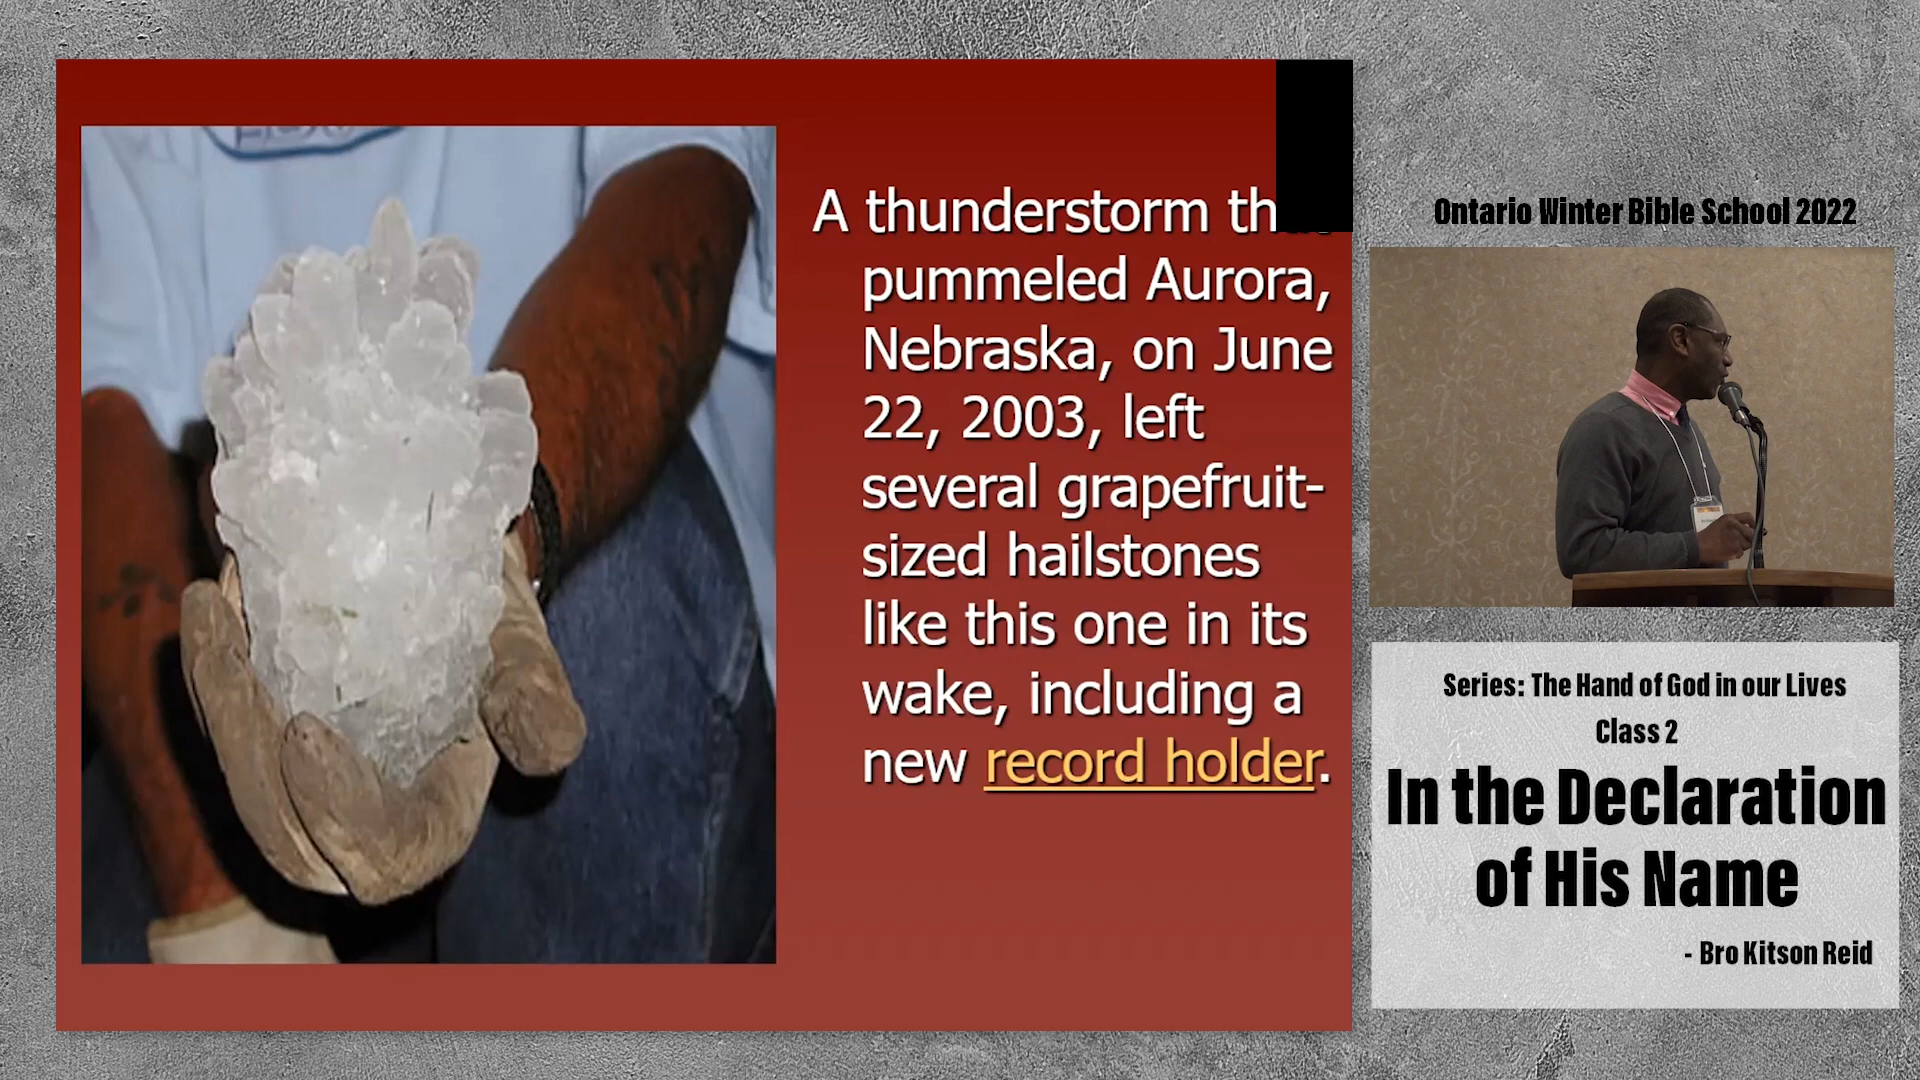 A thunderstorm
pummeled Aurora,
Nebraska, on June
22, 2003, left
several grapefruit-
sized hailstones
like this one in its
wake, including a
new record holder.
Ontario Winter Bible School 2022
Series: The Hand of God in our Lives
Class 2
In the Declaration
of His Name
- Bro Kitson Reid